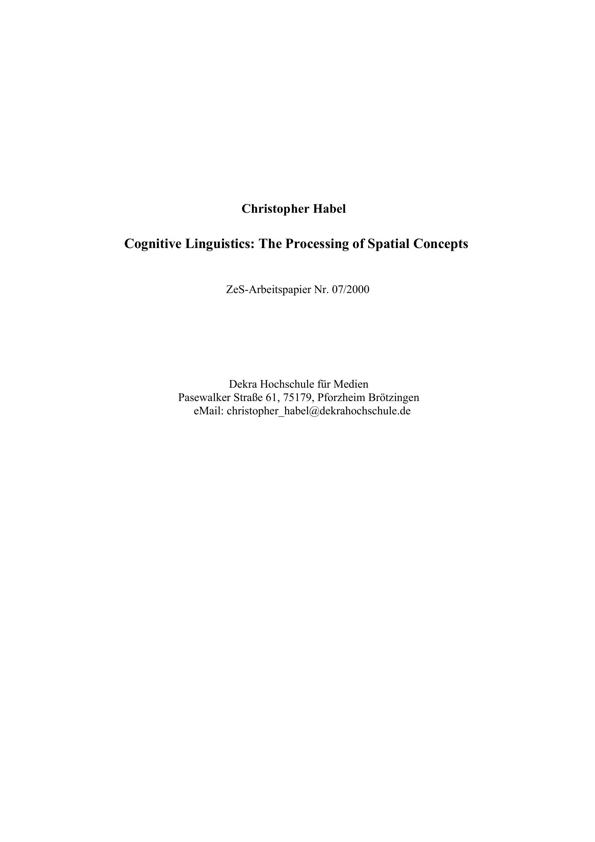 Christopher Habel
Cognitive Linguistics: The Processing of Spatial Concepts
ZeS-Arbeitspapier Nr. 07/2000
Dekra Hochschule für Medien
Pasewalker Straße 61, 75179, Pforzheim Brötzingen
eMail: christopher_habel@dekrahochschule.de